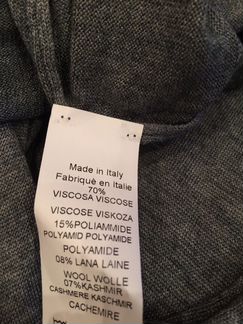 Made in Italy
Fabriqué en Italie
70%
VISCOSA VISCOSE
VISCOSE VISKOZA
15%POLIAMMIDE
POLYAMID POLYAMIDE
POLYAMIDE
08% LANA LAINE
WOOL WOLLE
07%KASHMIR
CASHMERE KASCHMIR
CACHEMIRE